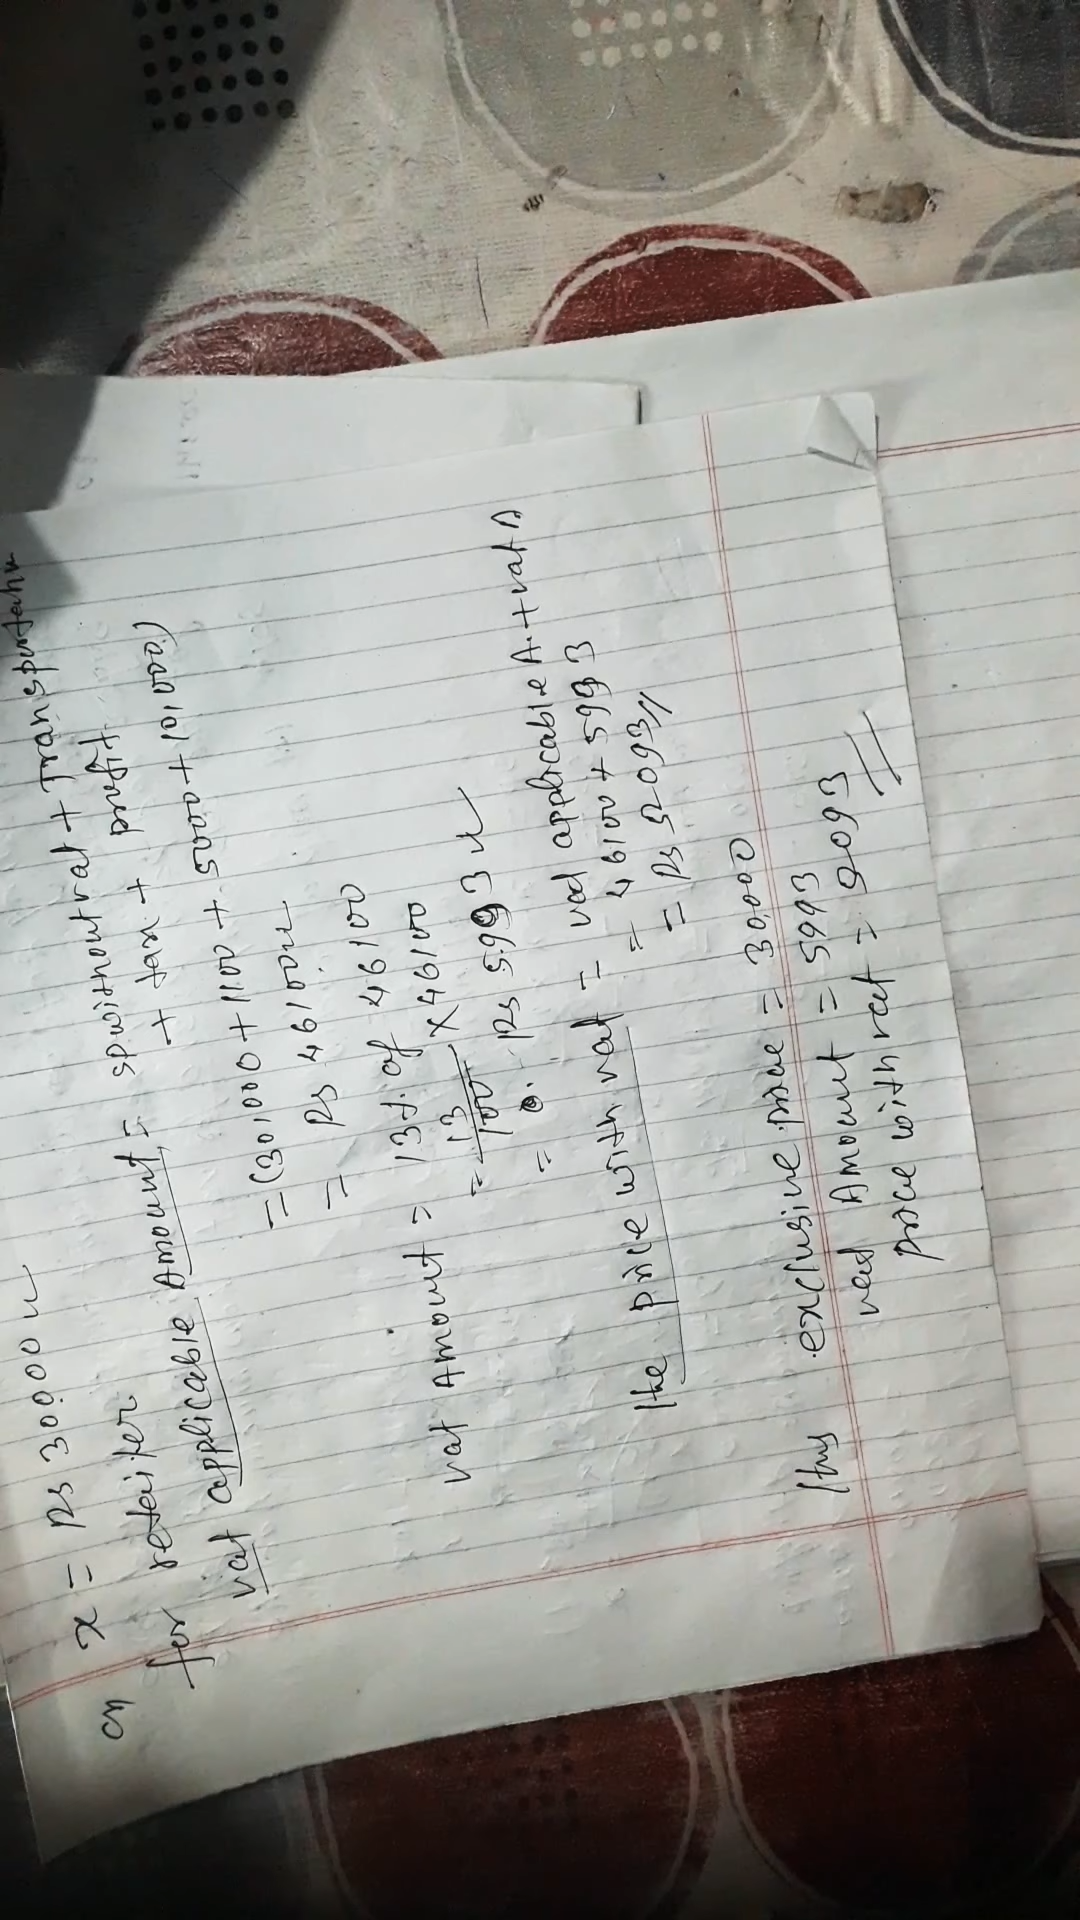 or, x = Rs 30000
for retailer
vat applicable Amount = sp without vat + Transportation
+ tax + profit
= (30,000 + 1100 + 5000 + 10,000)
= Rs 46100
vat Amount = 13% of 46100
= 13/100 × 46100
= Rs 5993
The price with vat = vat applicable A. + vat A
= 46100 + 5993
= Rs 52093//
Thus exclusive price = 30,000
vat Amount = 5993
price with vat = 52093